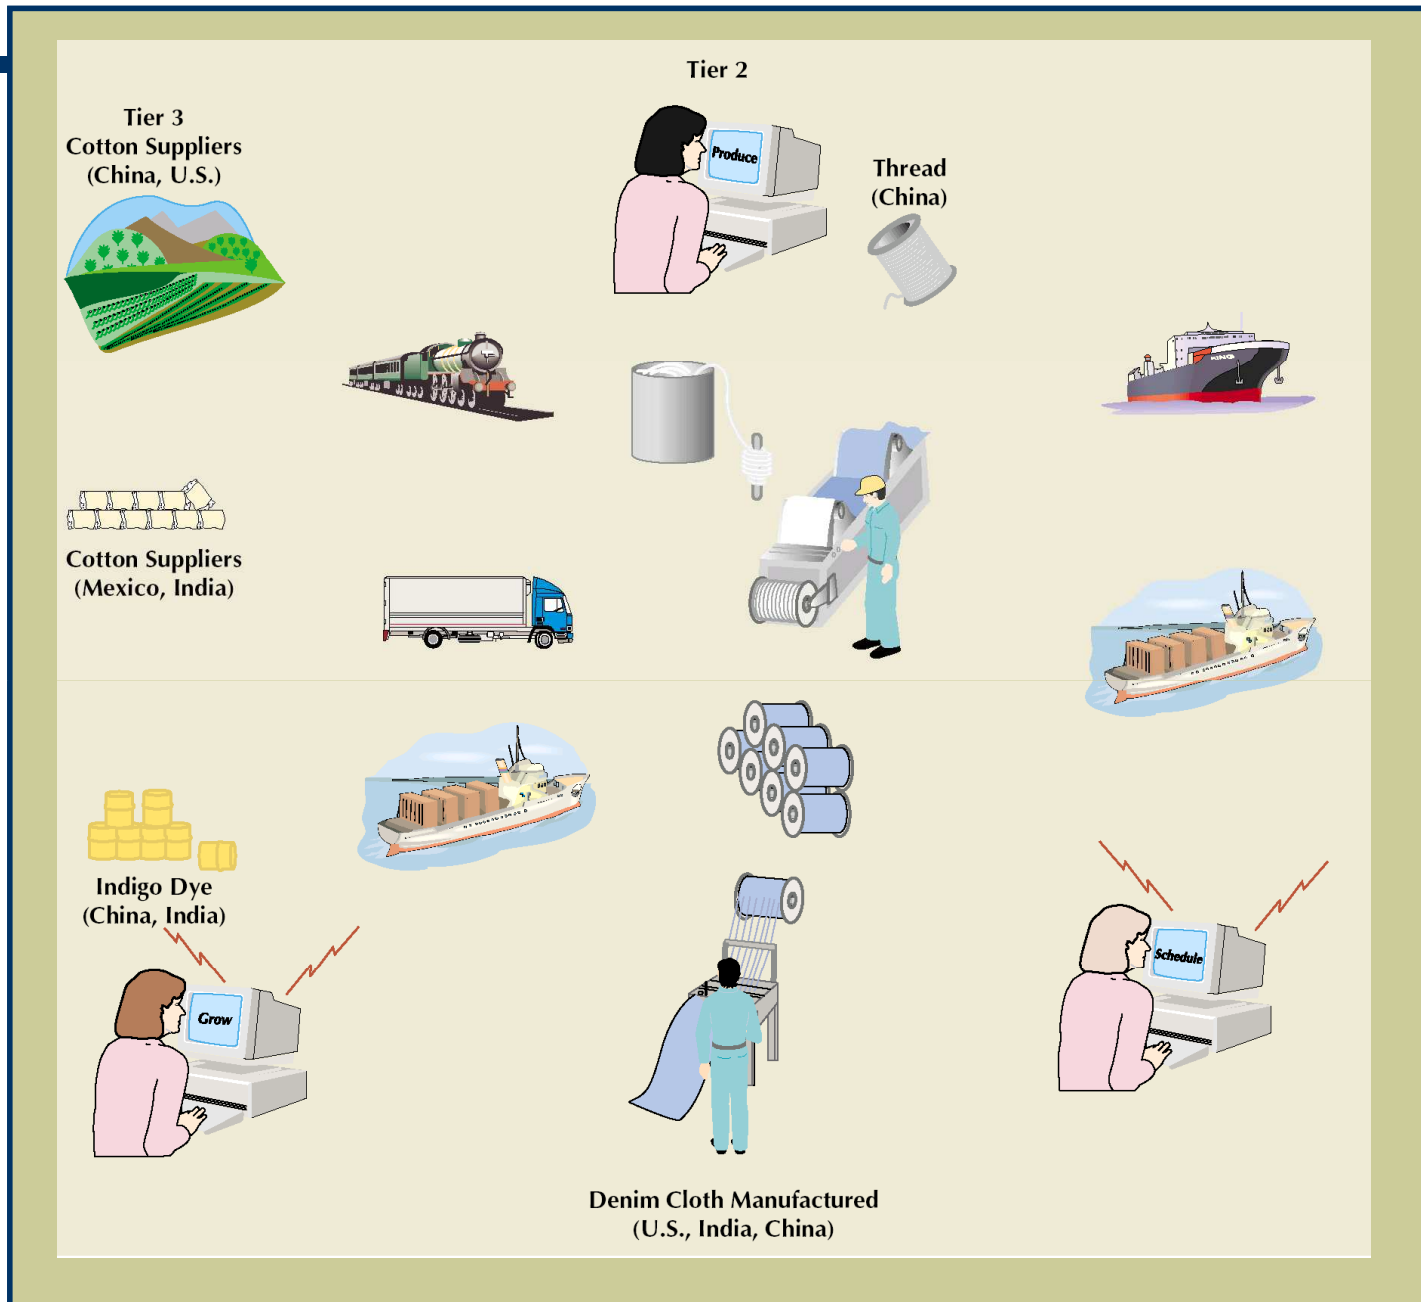 Tier 2
Tier 3
Cotton Suppliers
(China, U.S.)
Produce
Thread
(China)
Cotton Suppliers
(Mexico, India)
Indigo Dye
(China, India)
Grow
Schedule
Denim Cloth Manufactured
(U.S., India, China)